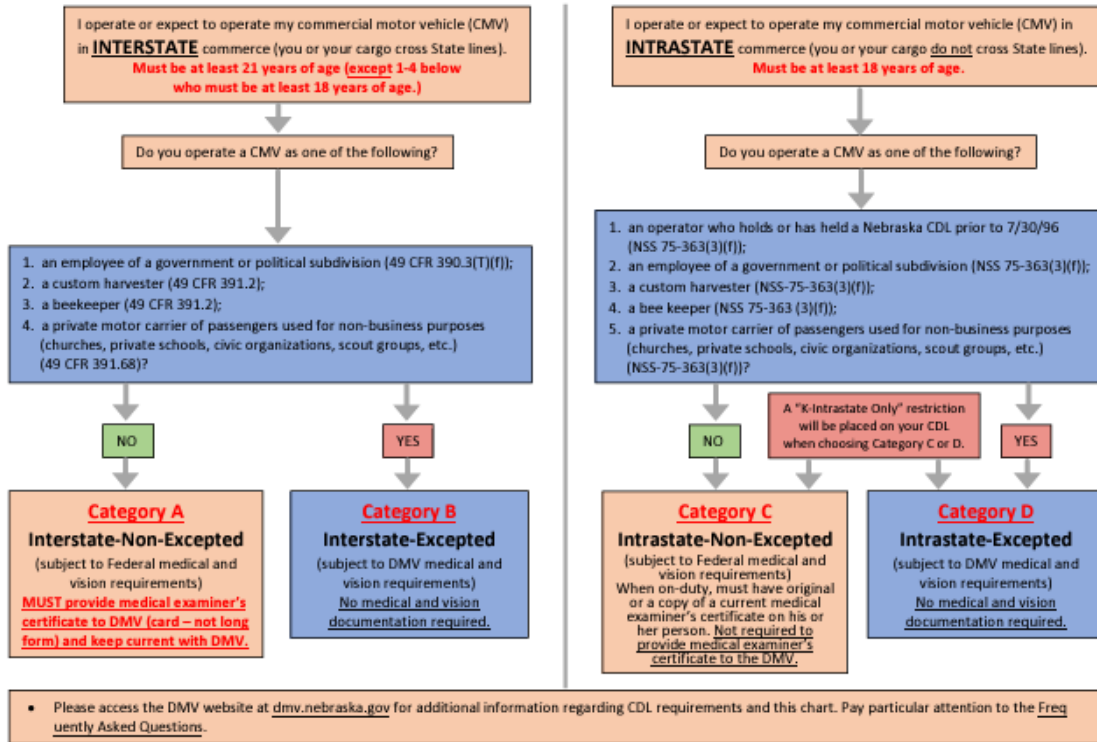 I operate or expect to operate my commercial motor vehicle (CMV)
in INTERSTATE commerce (you or your cargo cross State lines).
Must be at least 21 years of age (except 1-4 below
who must be at least 18 years of age.)
Do you operate a CMV as one of the following?
1. an employee of a government or political subdivision (49 CFR 390.3(T)(f));
2. a custom harvester (49 CFR 391.2);
3. a beekeeper (49 CFR 391.2);
4. a private motor carrier of passengers used for non-business purposes
(churches, private schools, civic organizations, scout groups, etc.)
(49 CFR 391.68)?
NO
YES
Category A
Interstate-Non-Excepted
(subject to Federal medical and
vision requirements)
MUST provide medical examiner's
certificate to DMV (card – not long
form) and keep current with DMV.
Category B
Interstate-Excepted
(subject to DMV medical and
vision requirements)
No medical and vision
documentation required.
I operate or expect to operate my commercial motor vehicle (CMV) in
INTRASTATE commerce (you or your cargo do not cross State lines).
Must be at least 18 years of age.
Do you operate a CMV as one of the following?
1. an operator who holds or has held a Nebraska CDL prior to 7/30/96
(NSS 75-363(3)(f));
2. an employee of a government or political subdivision (NSS 75-363(3)(f));
3. a custom harvester (NSS-75-363(3)(f));
4. a bee keeper (NSS 75-363 (3)(f));
5. a private motor carrier of passengers used for non-business purposes
(churches, private schools, civic organizations, scout groups, etc.)
(NSS-75-363(3)(f))?
NO
A "K-Intrastate Only" restriction
will be placed on your CDL
when choosing Category C or D.
YES
Category C
Intrastate-Non-Excepted
(subject to Federal medical and
vision requirements)
When on-duty, must have original
or a copy of a current medical
examiner's certificate on his or
her person. Not required to
provide medical examiner's
certificate to the DMV.
Category D
Intrastate-Excepted
(subject to DMV medical and
vision requirements)
No medical and vision
documentation required.
• Please access the DMV website at dmv.nebraska.gov for additional information regarding CDL requirements and this chart. Pay particular attention to the Freq
uently Asked Questions.